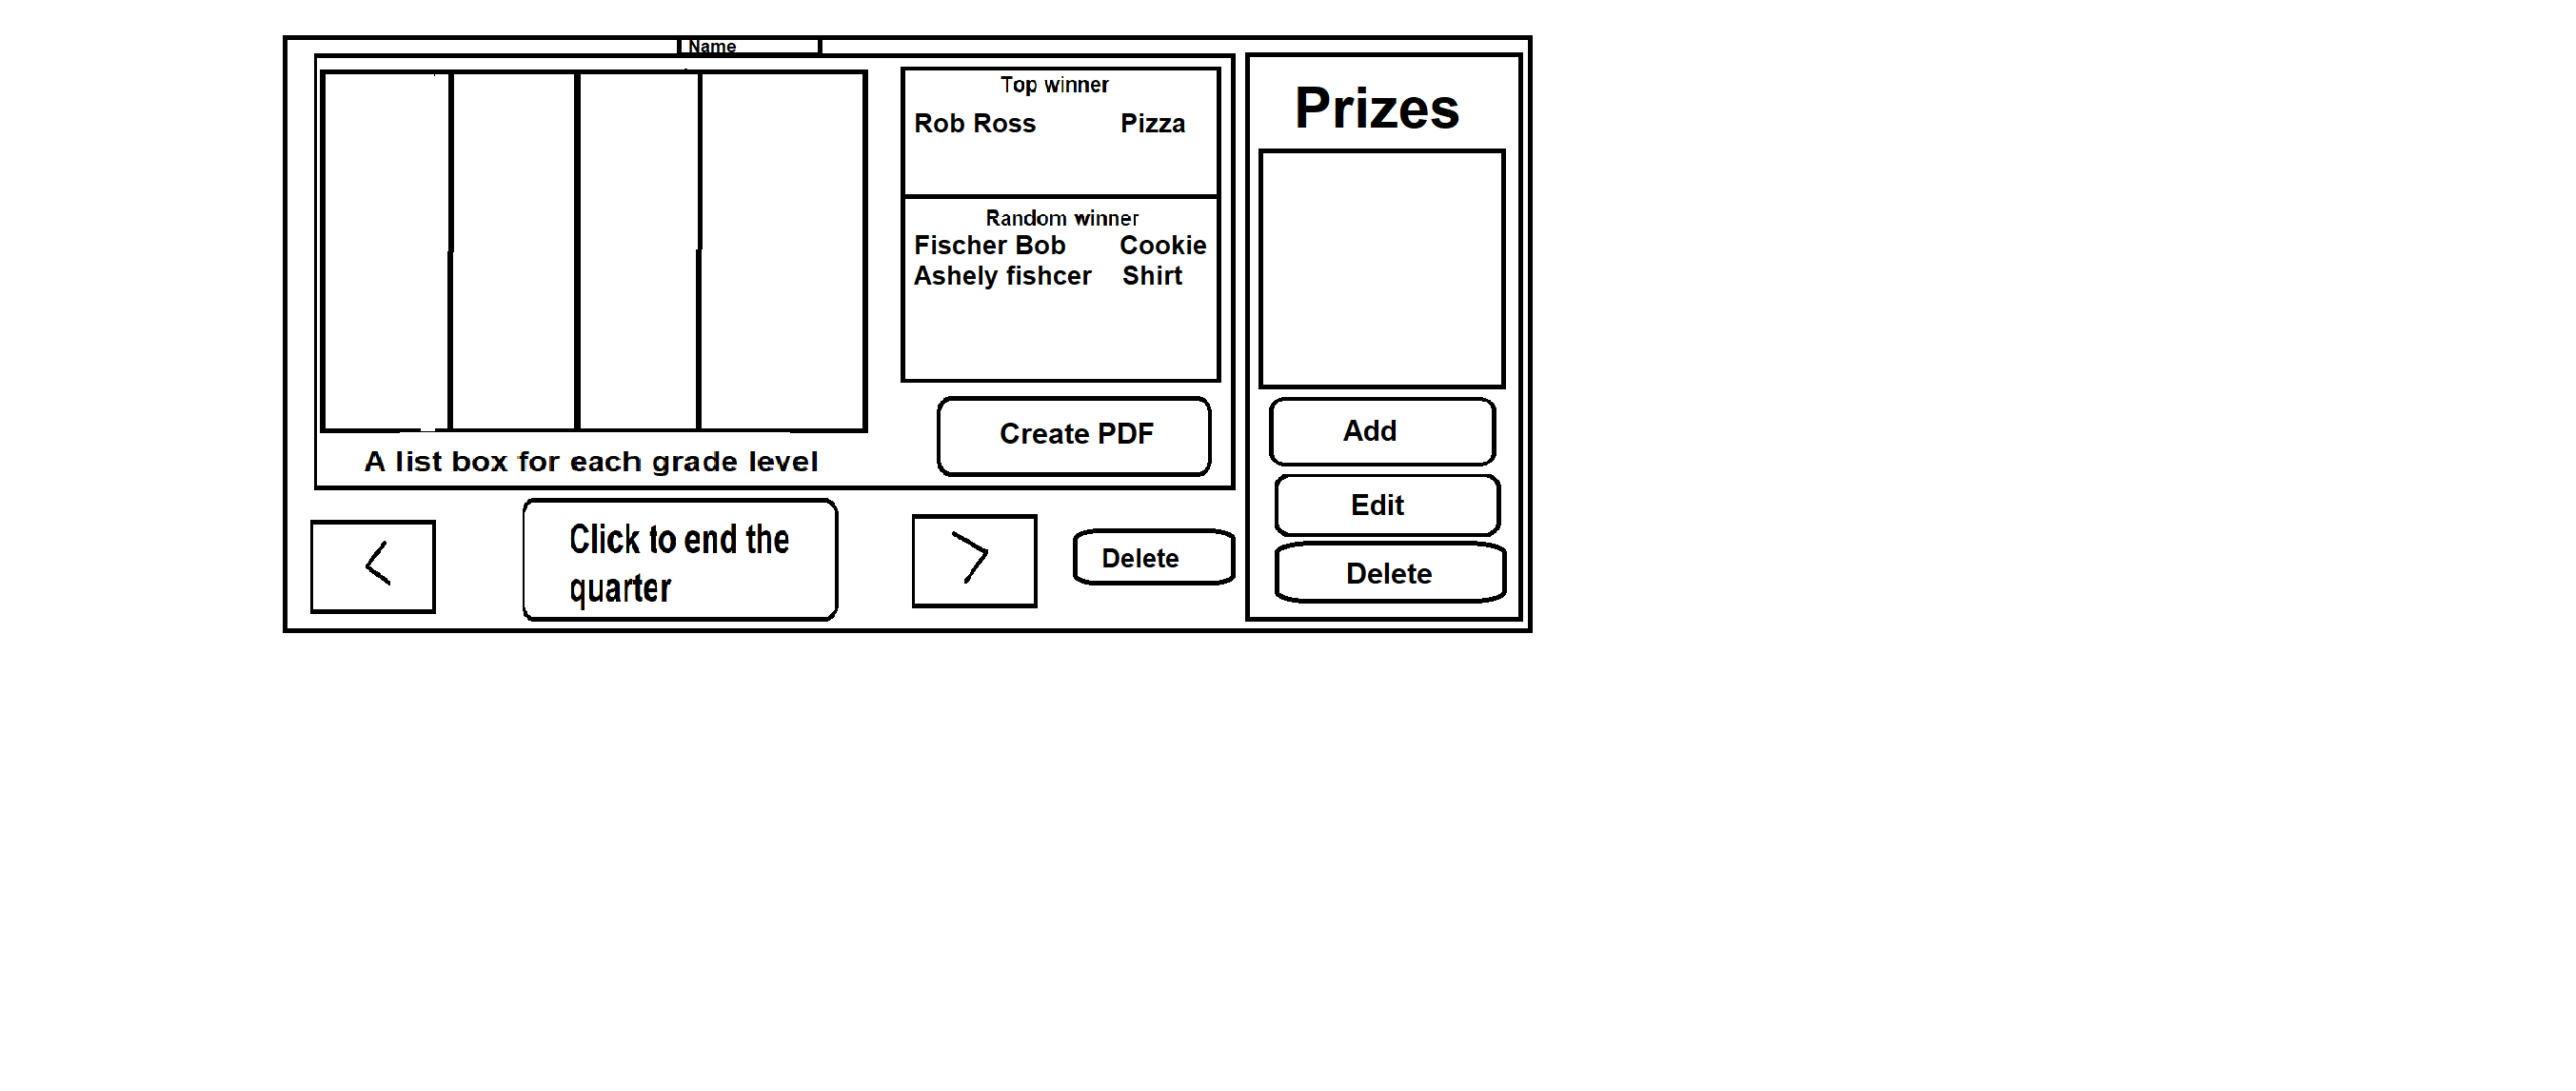 Name
Top winner
Rob Ross Pizza
Random winner
Fischer Bob Cookie
Ashely fishcer Shirt
Create PDF
A list box for each grade level
<
Click to end the
quarter
>
Delete
Prizes
Add
Edit
Delete